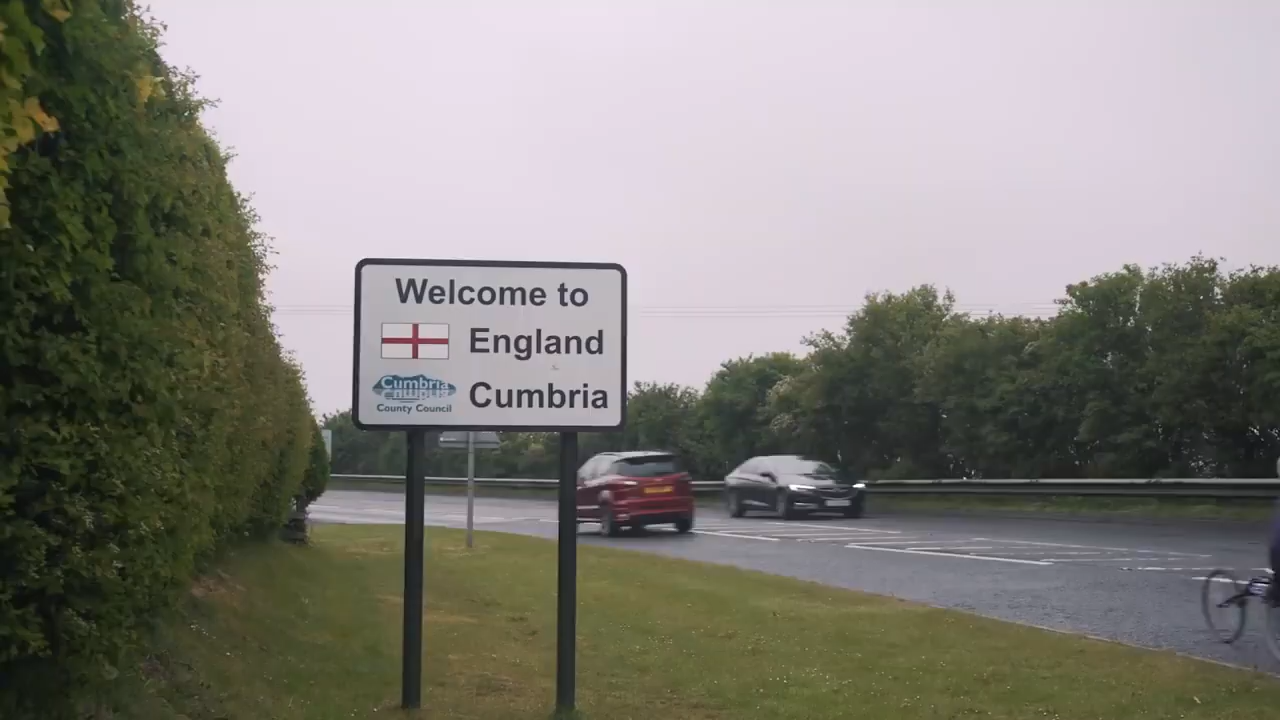 Welcome to
England
Cumbria
County Council
Cumbria